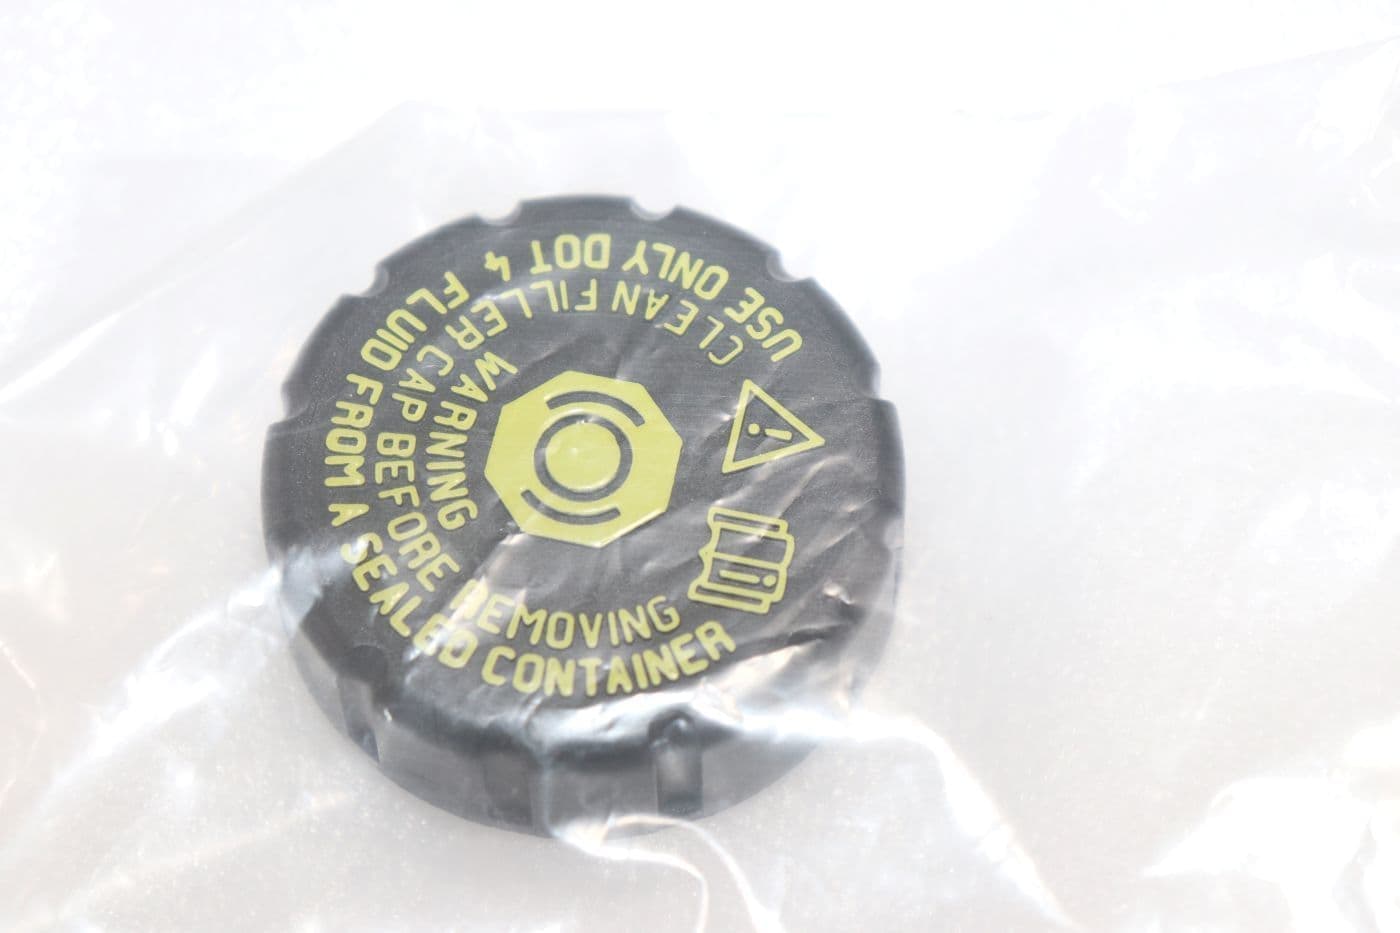 WARNING
CLEAN FILLER CAP BEFORE REMOVING
USE ONLY DOT 4 FLUID FROM A SEALED CONTAINER